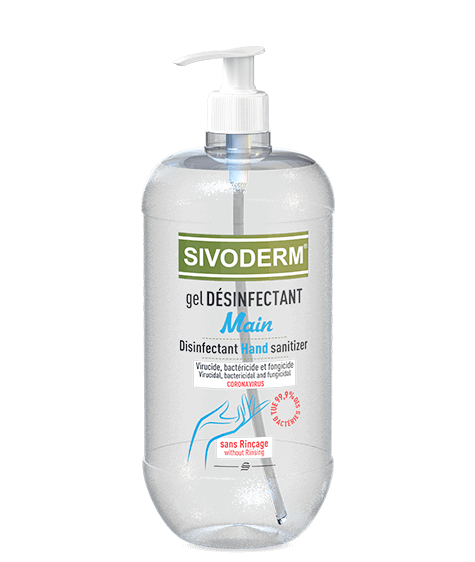 SIVODERM®
gel DÉSINFECTANT
Main
Disinfectant Hand sanitizer
Virucide, bactéricide et fongicide
Virucidal, bactericidal and fungicidal
CORONAVIRUS
TUE 99,9% DES
BACTERIES
sans Rinçage
without Rinsing